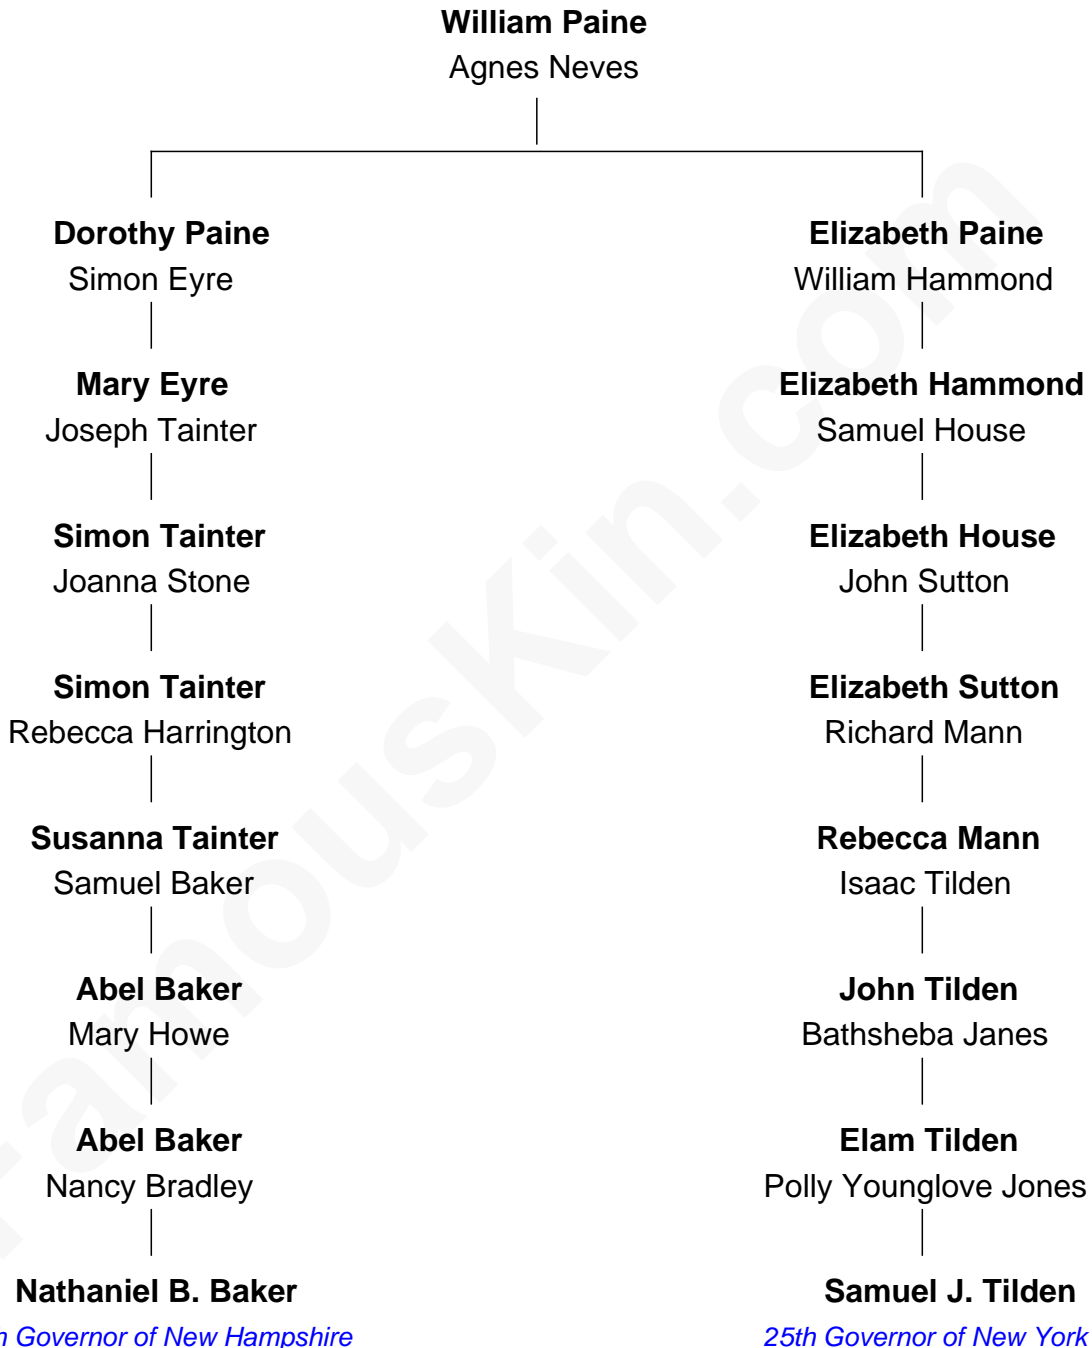 William Paine
Agnes Neves
Dorothy Paine
Simon Eyre
Elizabeth Paine
William Hammond
Mary Eyre
Joseph Tainter
Elizabeth Hammond
Samuel House
Simon Tainter
Joanna Stone
Elizabeth House
John Sutton
Simon Tainter
Rebecca Harrington
Elizabeth Sutton
Richard Mann
Susanna Tainter
Samuel Baker
Rebecca Mann
Isaac Tilden
Abel Baker
Mary Howe
John Tilden
Bathsheba Janes
Abel Baker
Nancy Bradley
Elam Tilden
Polly Younglove Jones
Nathaniel B. Baker
Governor of New Hampshire
Samuel J. Tilden
25th Governor of New York
FamousKin.com